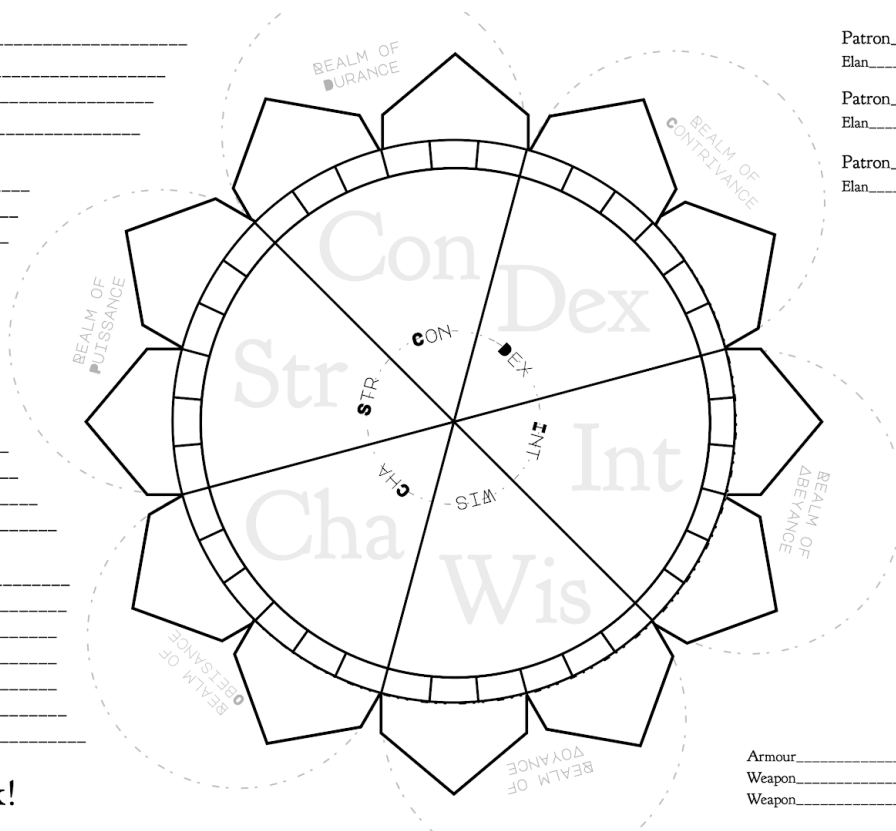 REALM OF
DURANCE
Patron
Elan
REALM OF
CONTRIVANCE
Patron
Elan
Patron
Elan
Con
Dex
REALM OF
PUISSANCE
CON
DEX
Str
STR
INT
Int
CHA
WIS
REALM OF
ABEYANCE
Cha
Wis
REALM OF
OBEISANCE
REALM OF
VOYANCE
Armour
Weapon
Weapon
!